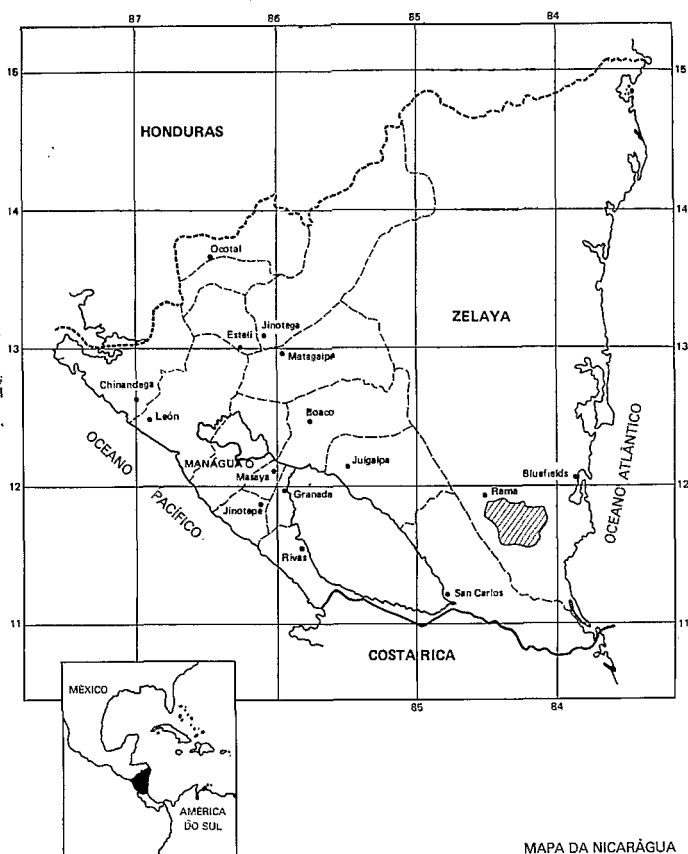 87
86
85
84
15
15
HONDURAS
14
14
Ocotal
ZELAYA
Jinotega
Estelí
13
13
Matagalpa
Chinandega
León
Boaco
OCEANO PACÍFICO
OCEANO ATLÂNTICO
MANÁGUA
Juigalpa
Masaya
Bluefields
12
12
Granada
Rama
Jinotepe
Rivas
San Carlos
11
11
COSTA RICA
85
84
MÉXICO
AMÉRICA
DO SUL
MAPA DA NICARÁGUA